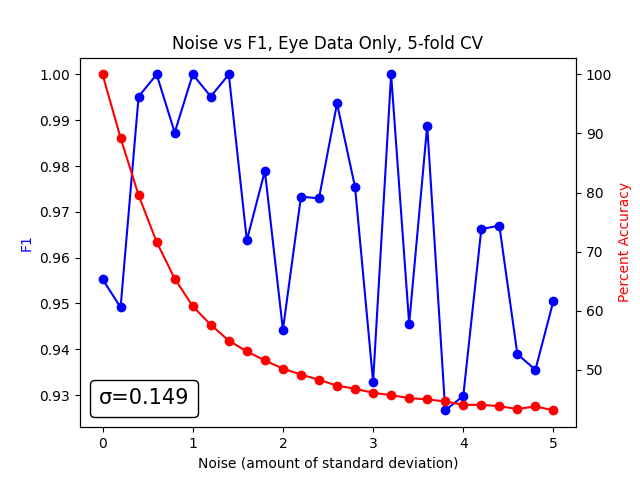 Noise vs F1, Eye Data Only, 5-fold CV
1.00
0.99
0.98
0.97
0.96
0.95
0.94
0.93
F1
100
90
80
70
60
50
Percent Accuracy
σ=0.149
0 1 2 3 4 5
Noise (amount of standard deviation)